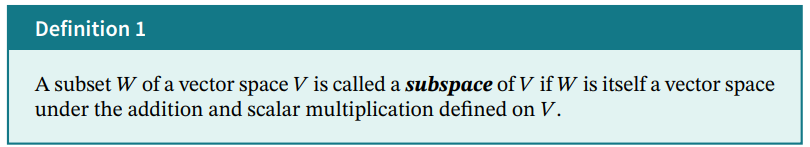 Definition 1
A subset W of a vector space V is called a subspace of V if W is itself a vector space
under the addition and scalar multiplication defined on V.